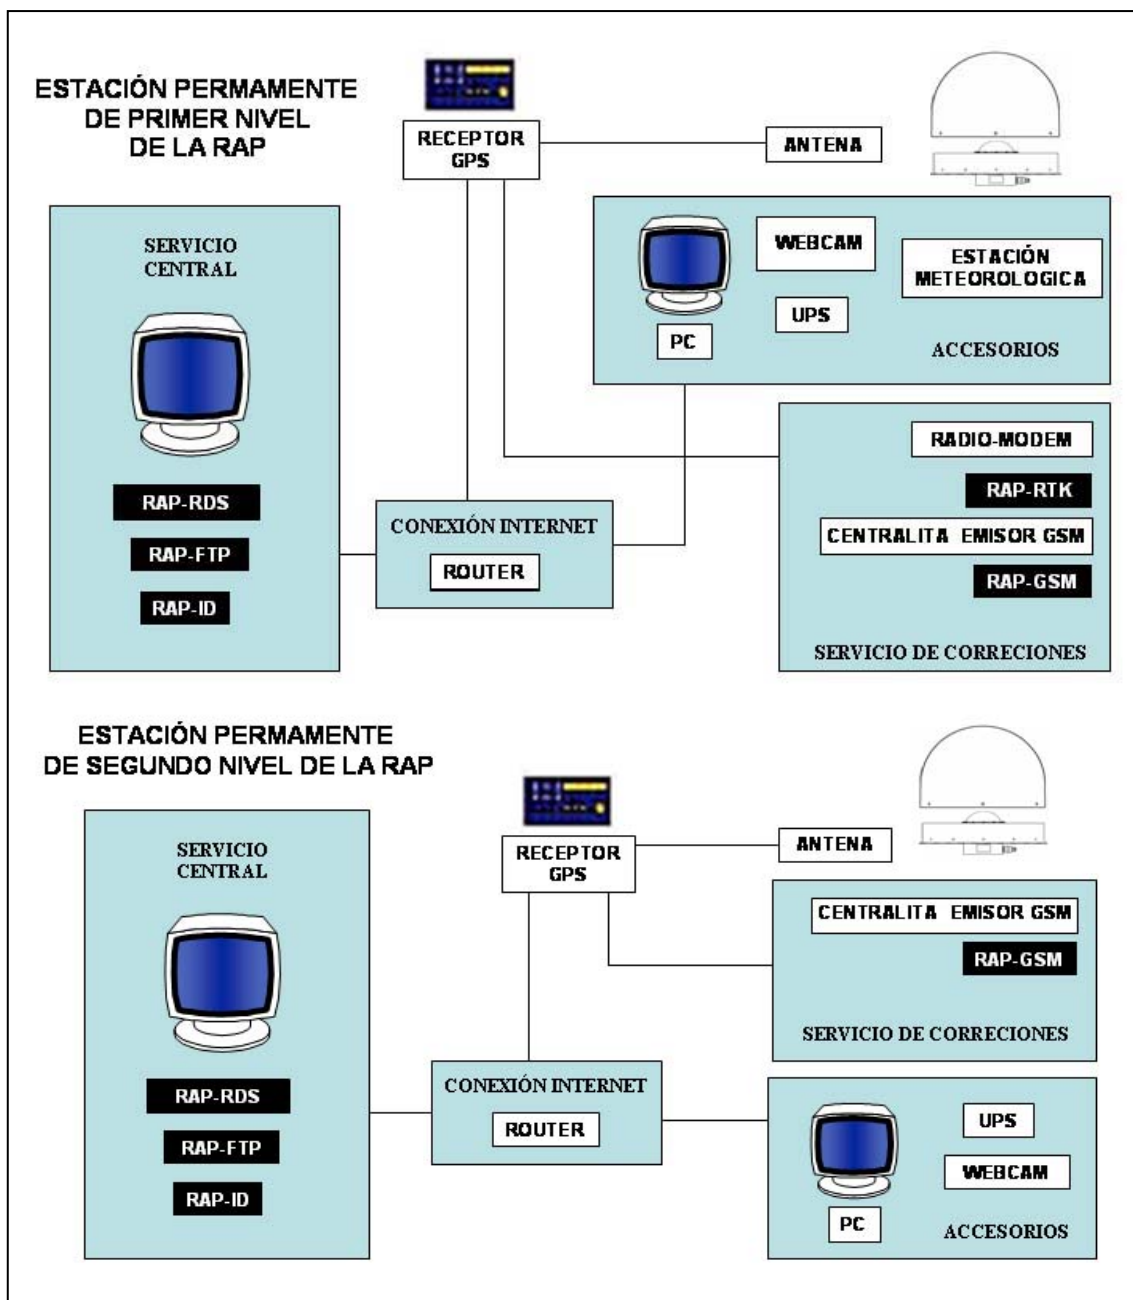 ESTACIÓN PERMAMENTE
DE PRIMER NIVEL
DE LA RAP
RECEPTOR
GPS
ANTENA
SERVICIO
CENTRAL
RAP-RDS
RAP-FTP
RAP-ID
CONEXIÓN INTERNET
ROUTER
WEBCAM
ESTACIÓN
METEOROLOGICA
UPS
PC
ACCESORIOS
RADIO-MODEM
RAP-RTK
CENTRALITA EMISOR GSM
RAP-GSM
SERVICIO DE CORRECIONES
ESTACIÓN PERMAMENTE
DE SEGUNDO NIVEL DE LA RAP
RECEPTOR
GPS
ANTENA
SERVICIO
CENTRAL
RAP-RDS
RAP-FTP
RAP-ID
CONEXIÓN INTERNET
ROUTER
CENTRALITA EMISOR GSM
RAP-GSM
SERVICIO DE CORRECIONES
UPS
WEBCAM
PC
ACCESORIOS